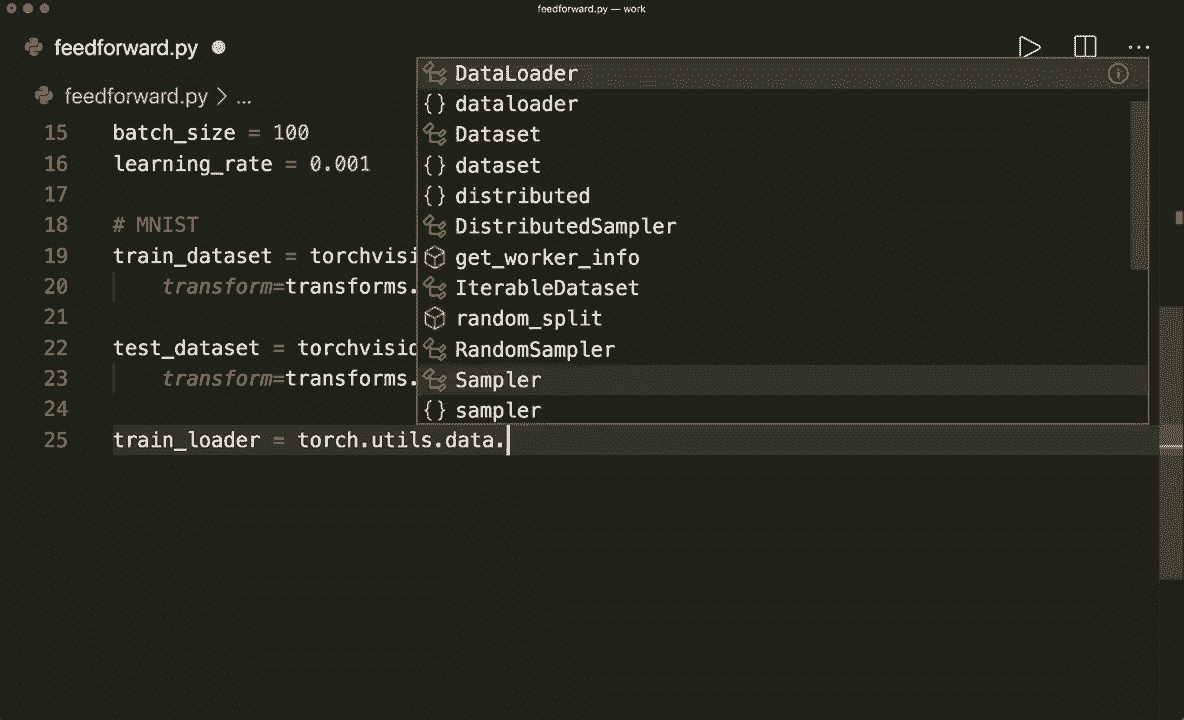 feedforward.py — work
feedforward.py
feedforward.py > ...
15 batch_size = 100
16 learning_rate = 0.001
17
18 # MNIST
19 train_dataset = torchvisi
20 transform=transforms.
21
22 test_dataset = torchvisio
23 transform=transforms.
24
25 train_loader = torch.utils.data.
DataLoader
{} dataloader
Dataset
{} dataset
{} distributed
DistributedSampler
get_worker_info
IterableDataset
random_split
RandomSampler
Sampler
{} sampler